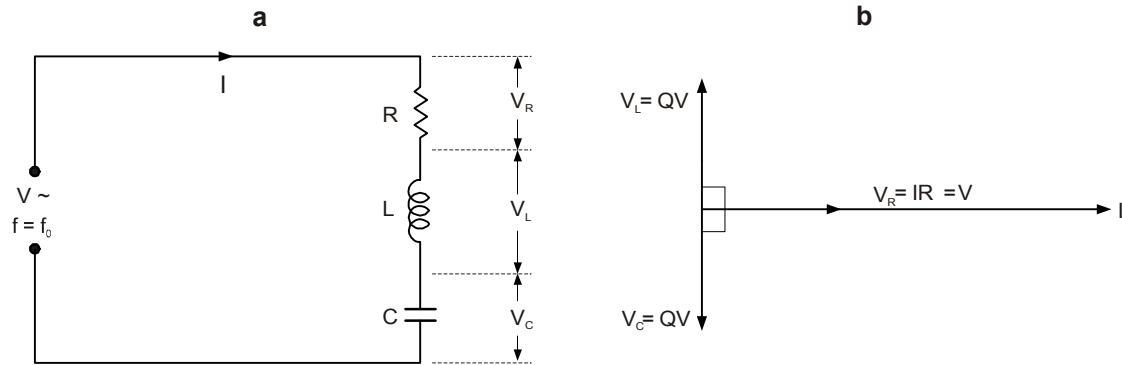 a
I
R
V_R
V ~
f = f_0
L
V_L
C
V_C
b
V_L= QV
V_R= IR =V
I
V_C= QV